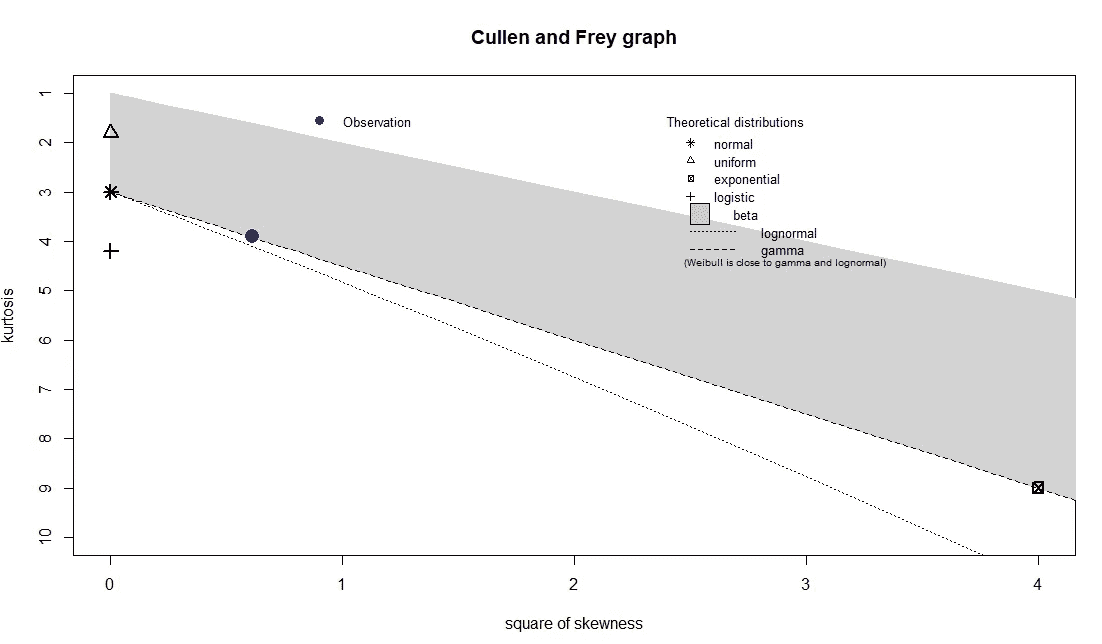 Cullen and Frey graph
Observation
Theoretical distributions
normal
uniform
exponential
logistic
beta
lognormal
gamma
(Weibull is close to gamma and lognormal)
kurtosis
1
2
3
4
5
6
7
8
9
10
0 1 2 3 4
square of skewness